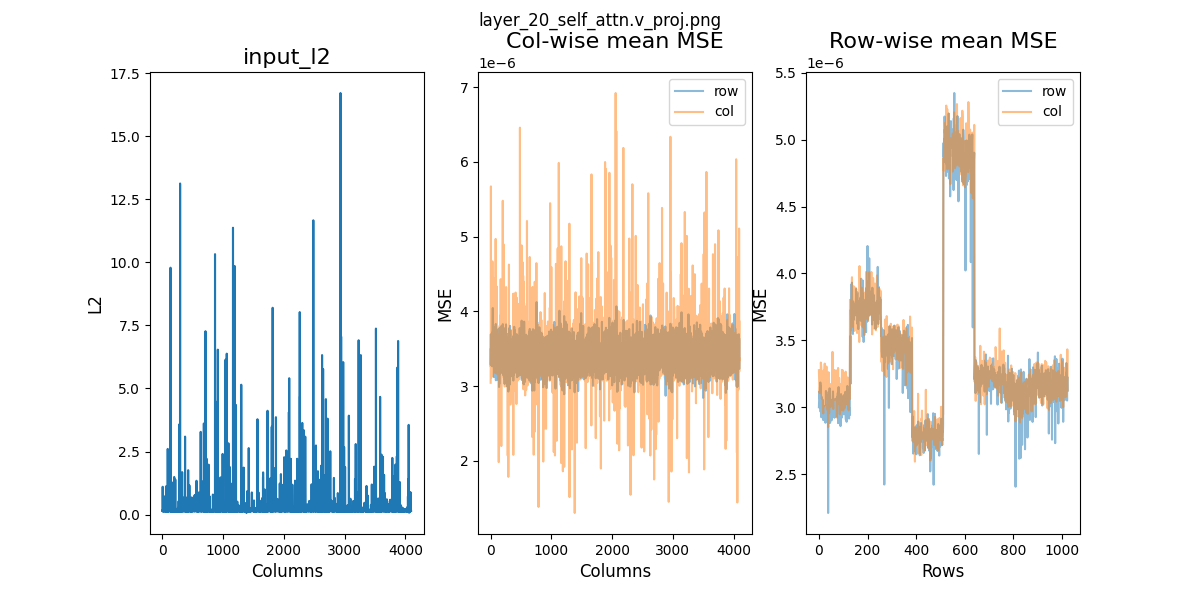 layer_20_self_attn.v_proj.png
input_l2
L2
17.5
15.0
12.5
10.0
7.5
5.0
2.5
0.0
0 1000 2000 3000 4000
Columns
Col-wise mean MSE
1e−6
MSE
7
6
5
4
3
2
row
col
0 1000 2000 3000 4000
Columns
Row-wise mean MSE
1e−6
MSE
5.5
5.0
4.5
4.0
3.5
3.0
2.5
row
col
0 200 400 600 800 1000
Rows